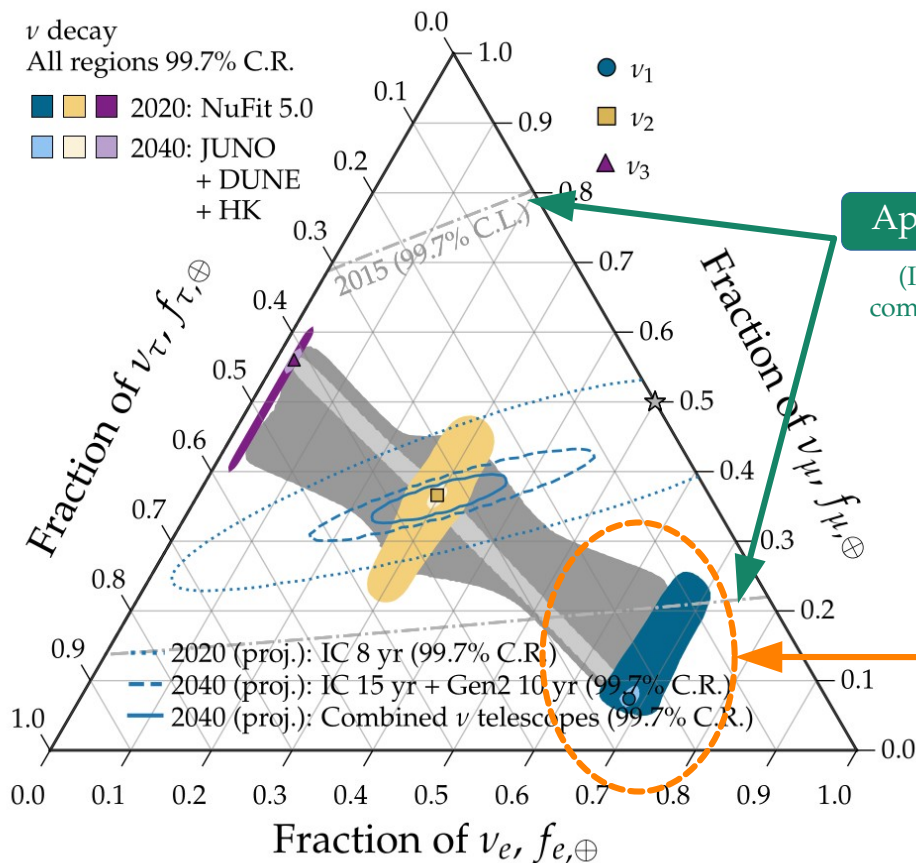 ν decay
All regions 99.7% C.R.
2020: NuFit 5.0
2040: JUNO
+ DUNE
+ HK
ν1
ν2
ν3
0.0
0.1
0.2
0.3
0.4
0.5
0.6
0.7
0.8
0.9
1.0
Fraction of ντ, fτ,⊕
1.0
0.9
0.8
0.7
0.6
0.5
0.4
0.3
0.2
0.1
0.0
Fraction of νμ, fμ,⊕
2015 (99.7% C.L.)
Ap
(I
com
2020 (proj.): IC 8 yr (99.7% C.R.)
2040 (proj.): IC 15 yr + Gen2 10 yr (99.7% C.R.)
2040 (proj.): Combined ν telescopes (99.7% C.R.)
0.0 0.1 0.2 0.3 0.4 0.5 0.6 0.7 0.8 0.9 1.0
Fraction of νe, fe,⊕